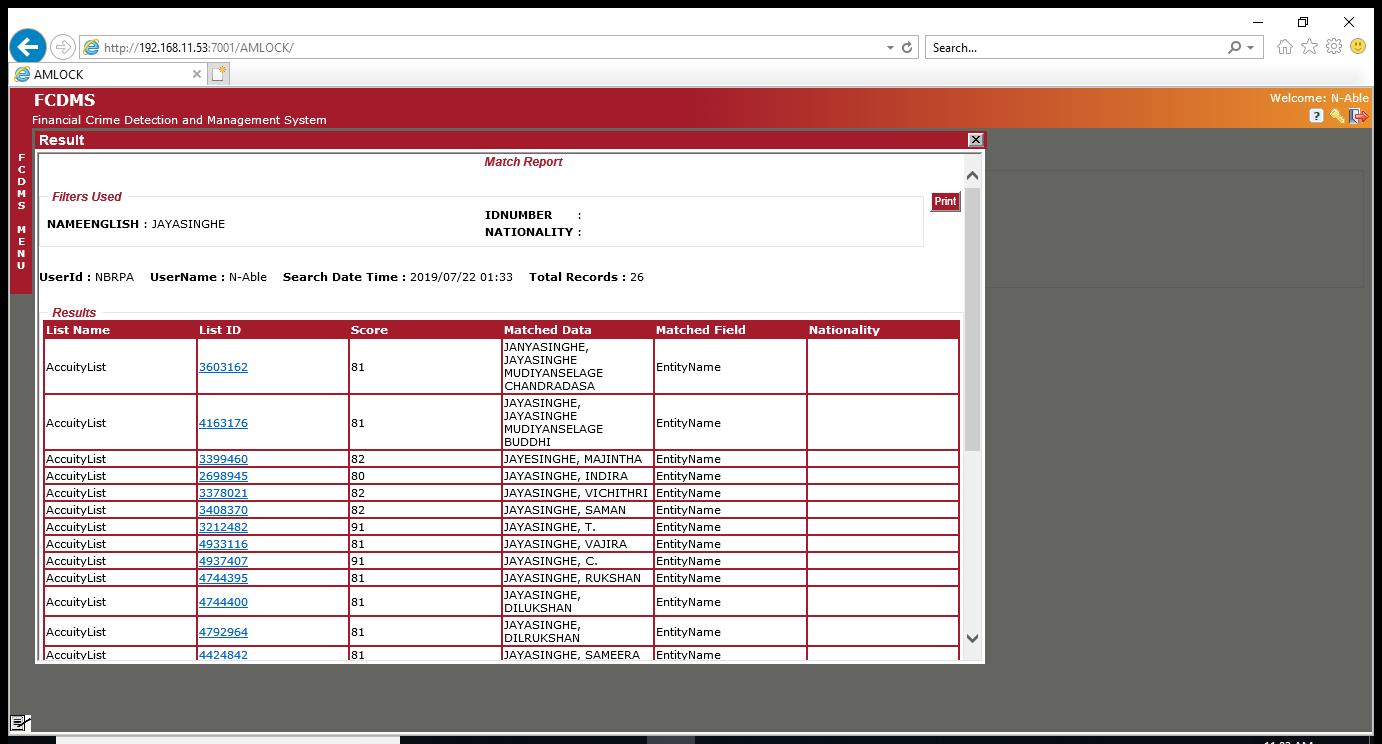 http://192.168.11.53:7001/AMLOCK/
Search...
AMLOCK
FCDMS
Welcome: N-Able
Financial Crime Detection and Management System
?
FCDMS MENU
Result
Match Report
Filters Used
Print
NAMEENGLISH : JAYASINGHE
IDNUMBER :
NATIONALITY :
UserId : NBRPA UserName : N-Able Search Date Time : 2019/07/22 01:33 Total Records : 26
Results
List Name List ID Score Matched Data Matched Field Nationality
AccuityList 3603162 81 JANYASINGHE, JAYASINGHE MUDIYANSELAGE CHANDRADASA EntityName
AccuityList 4163176 81 JAYASINGHE, JAYASINGHE MUDIYANSELAGE BUDDHI EntityName
AccuityList 3399460 82 JAYESINGHE, MAJINTHA EntityName
AccuityList 2698945 80 JAYASINGHE, INDIRA EntityName
AccuityList 3378021 82 JAYASINGHE, VICHITHRI EntityName
AccuityList 3408370 82 JAYASINGHE, SAMAN EntityName
AccuityList 3212482 91 JAYASINGHE, T. EntityName
AccuityList 4933116 81 JAYASINGHE, VAJIRA EntityName
AccuityList 4937407 91 JAYASINGHE, C. EntityName
AccuityList 4744395 81 JAYASINGHE, RUKSHAN EntityName
AccuityList 4744400 81 JAYASINGHE, DILUKSHAN EntityName
AccuityList 4792964 81 JAYASINGHE, DILRUKSHAN EntityName
AccuityList 4424842 81 JAYASINGHE, SAMEERA EntityName